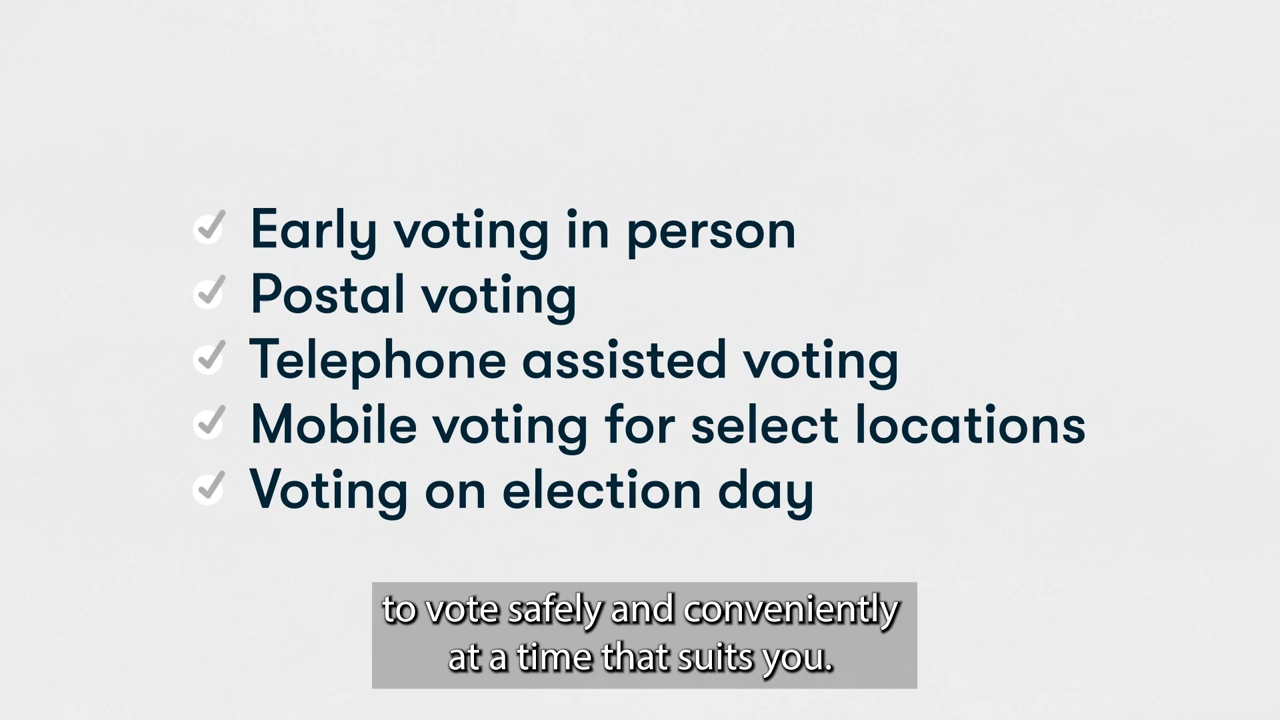 Early voting in person
Postal voting
Telephone assisted voting
Mobile voting for select locations
Voting on election day
to vote safely and conveniently
at a time that suits you.